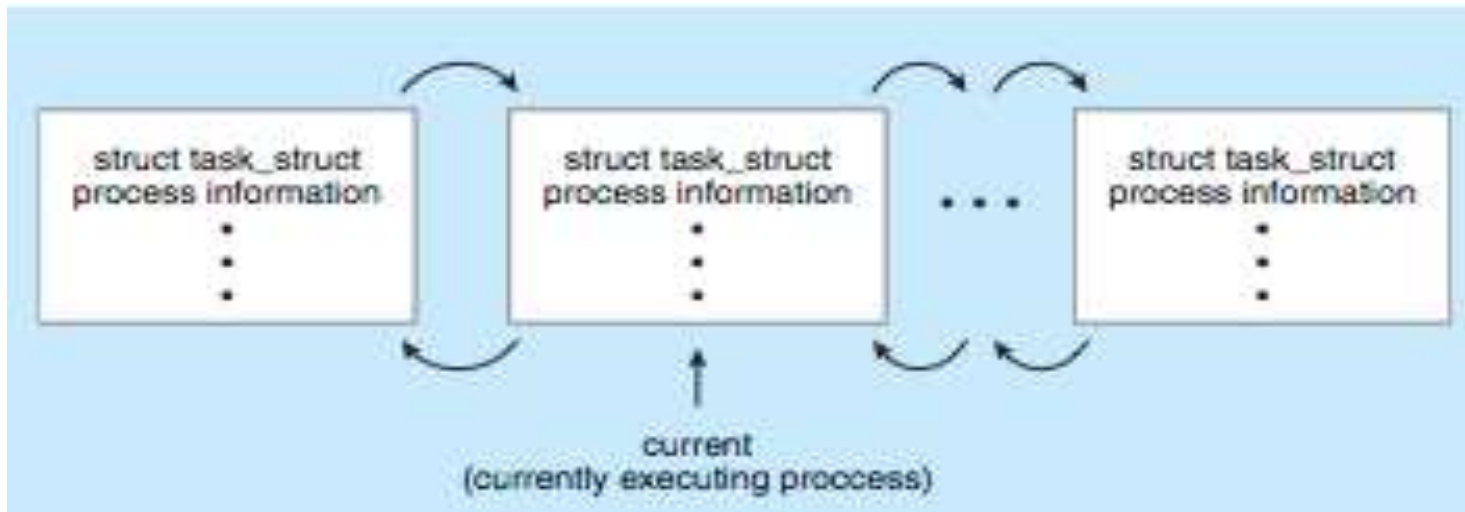 struct task_struct
process information
struct task_struct
process information
struct task_struct
process information
current
(currently executing proccess)